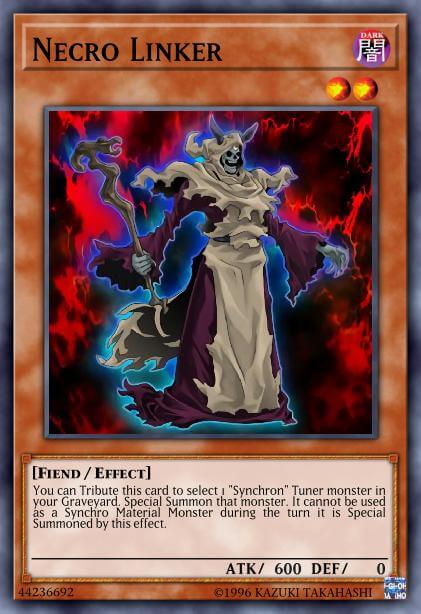 NECRO LINKER
DARK
闇
[FIEND / EFFECT]
You can Tribute this card to select 1 "Synchron" Tuner monster in
your Graveyard. Special Summon that monster. It cannot be used
as a Synchro Material Monster during the turn it is Special
Summoned by this effect.
ATK/ 600 DEF/ 0
44236692 ©1996 KAZUKI TAKAHASHI